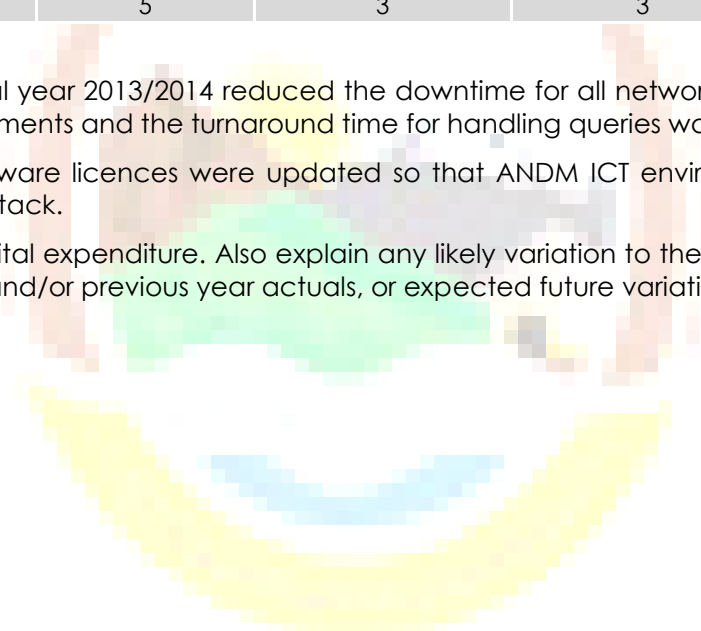 5 3 3
al year 2013/2014 reduced the downtime for all networ
ments and the turnaround time for handling queries wa
ware licences were updated so that ANDM ICT envir
tack.
ital expenditure. Also explain any likely variation to the
and/or previous year actuals, or expected future variati